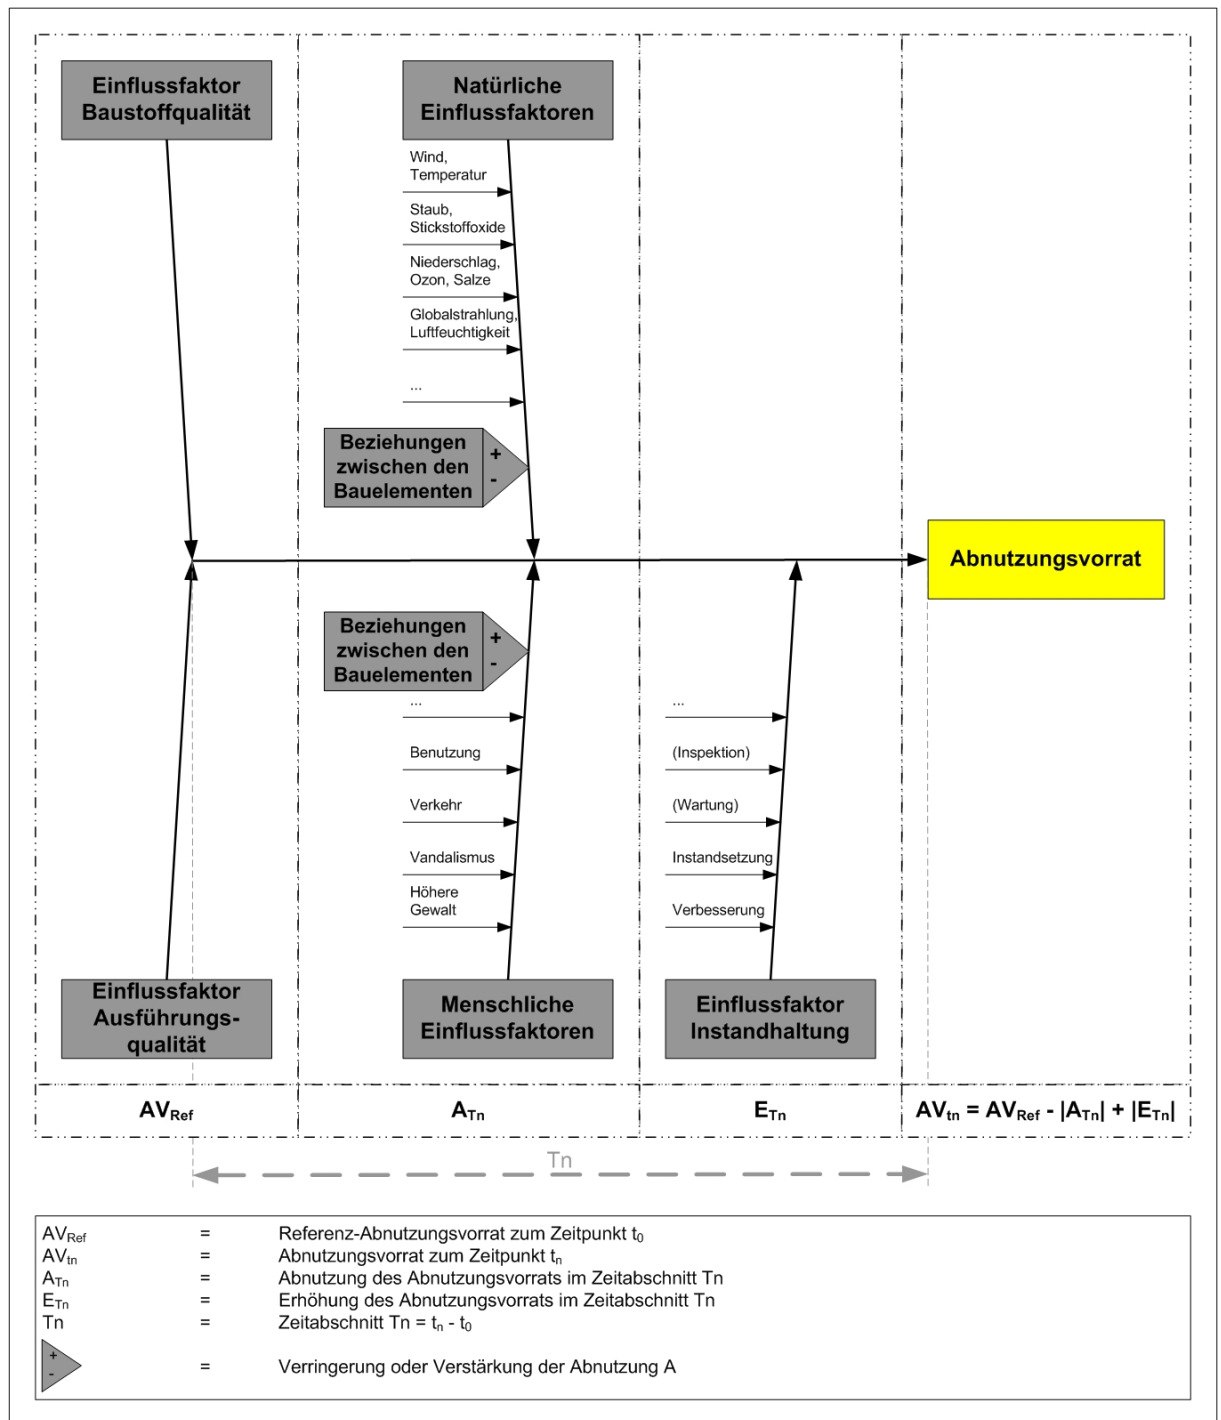 Einflussfaktor
Baustoffqualität
Natürliche
Einflussfaktoren
Wind,
Temperatur
Staub,
Stickstoffoxide
Niederschlag,
Ozon, Salze
Globalstrahlung,
Luftfeuchtigkeit
...
Beziehungen
zwischen den
Bauelementen
+
-
Abnutzungsvorrat
Beziehungen
zwischen den
Bauelementen
+
-
...
Benutzung
Verkehr
Vandalismus
Höhere
Gewalt
...
(Inspektion)
(Wartung)
Instandsetzung
Verbesserung
Einflussfaktor
Ausführungs-
qualität
Menschliche
Einflussfaktoren
Einflussfaktor
Instandhaltung
AVRef
ATn
ETn
AVtn = AVRef - |ATn| + |ETn|
Tn
AVRef = Referenz-Abnutzungsvorrat zum Zeitpunkt t0
AVtn = Abnutzungsvorrat zum Zeitpunkt tn
ATn = Abnutzung des Abnutzungsvorrats im Zeitabschnitt Tn
ETn = Erhöhung des Abnutzungsvorrats im Zeitabschnitt Tn
Tn = Zeitabschnitt Tn = tn - t0
+
-
= Verringerung oder Verstärkung der Abnutzung A